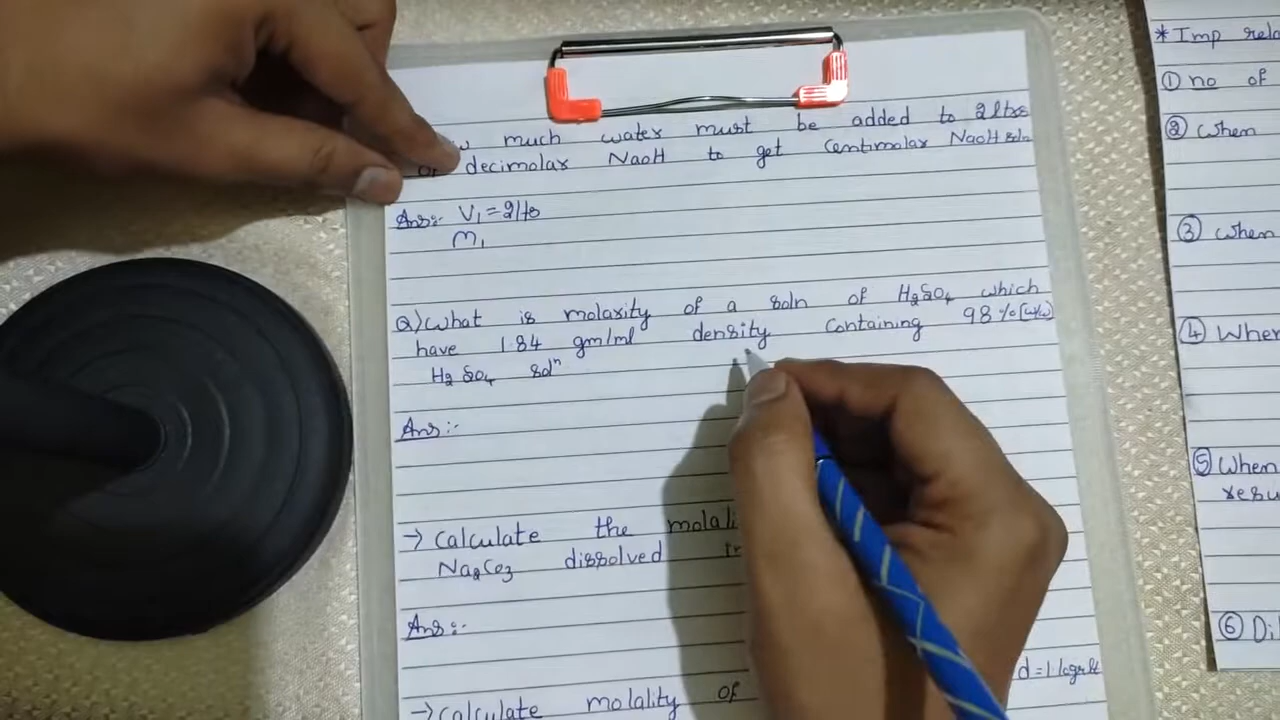 much water must be added to 2ltrs
of decimolar NaOH to get Centimolar NaOH soln
Ans:- V₁ = 2lts
M₁
Q) What is molarity of a soln of H₂SO₄ which
have 1.84 gm/ml density containing 98%(w/w)
H₂SO₄ solⁿ
Ans:-
→ Calculate the molali
Na₂CO₃ dissolved in
Ans:-
→ Calculate molality of
* Imp rela
① no of
② when
③ when
④ When
⑤ When
resu
⑥ Di